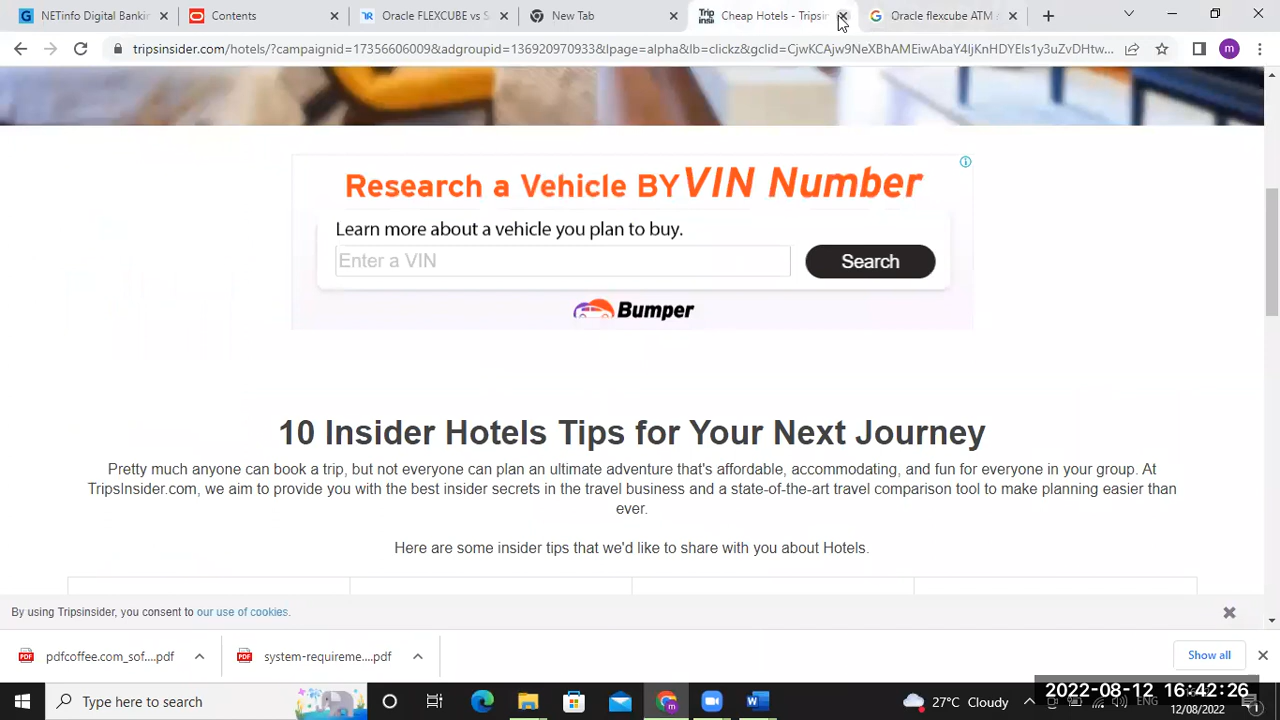 NETinfo Digital Bankin
Contents
Oracle FLEXCUBE vs S
New Tab
Trip
Cheap Hotels - Tripsin
Oracle flexcube ATM
tripsinsider.com/hotels/?campaignid=17356606009&adgroupid=136920970933&lpage=alpha&lb=clickz&gclid=CjwKCAjw9NeXBhAMEiwAbaY4ljKnHDYEls1y3uZvDHtw...
m
Research a Vehicle BY VIN Number
Learn more about a vehicle you plan to buy.
Enter a VIN
Search
Bumper
10 Insider Hotels Tips for Your Next Journey
Pretty much anyone can book a trip, but not everyone can plan an ultimate adventure that's affordable, accommodating, and fun for everyone in your group. At
TripsInsider.com, we aim to provide you with the best insider secrets in the travel business and a state-of-the-art travel comparison tool to make planning easier than
ever.
Here are some insider tips that we'd like to share with you about Hotels.
By using Tripsinsider, you consent to our use of cookies.
pdfcoffee.com_sof....pdf
system-requireme....pdf
Show all
Type here to search
27°C Cloudy
ENG
2022-08-12 16:42:26
12/08/2022